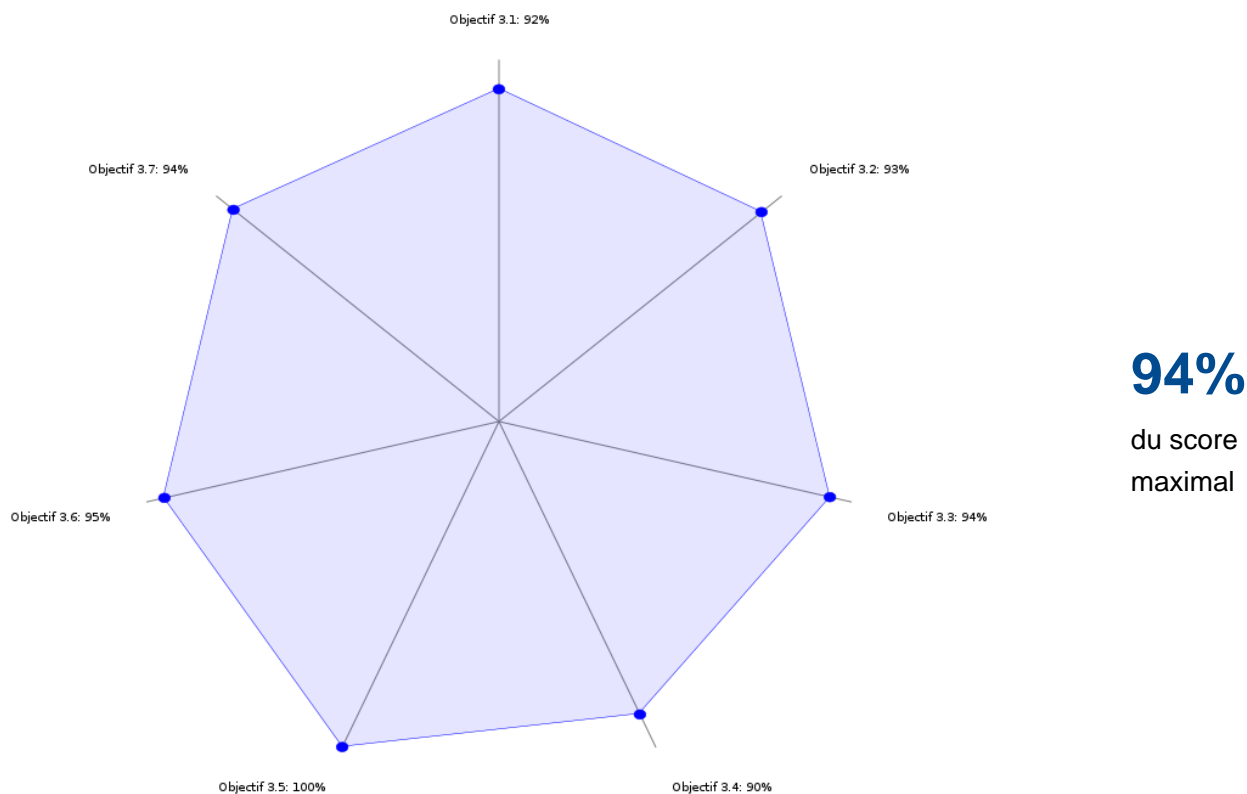 Objectif 3.1: 92%
Objectif 3.7: 94%
Objectif 3.2: 93%
94%
du score
maximal
Objectif 3.6: 95%
Objectif 3.3: 94%
Objectif 3.5: 100%
Objectif 3.4: 90%